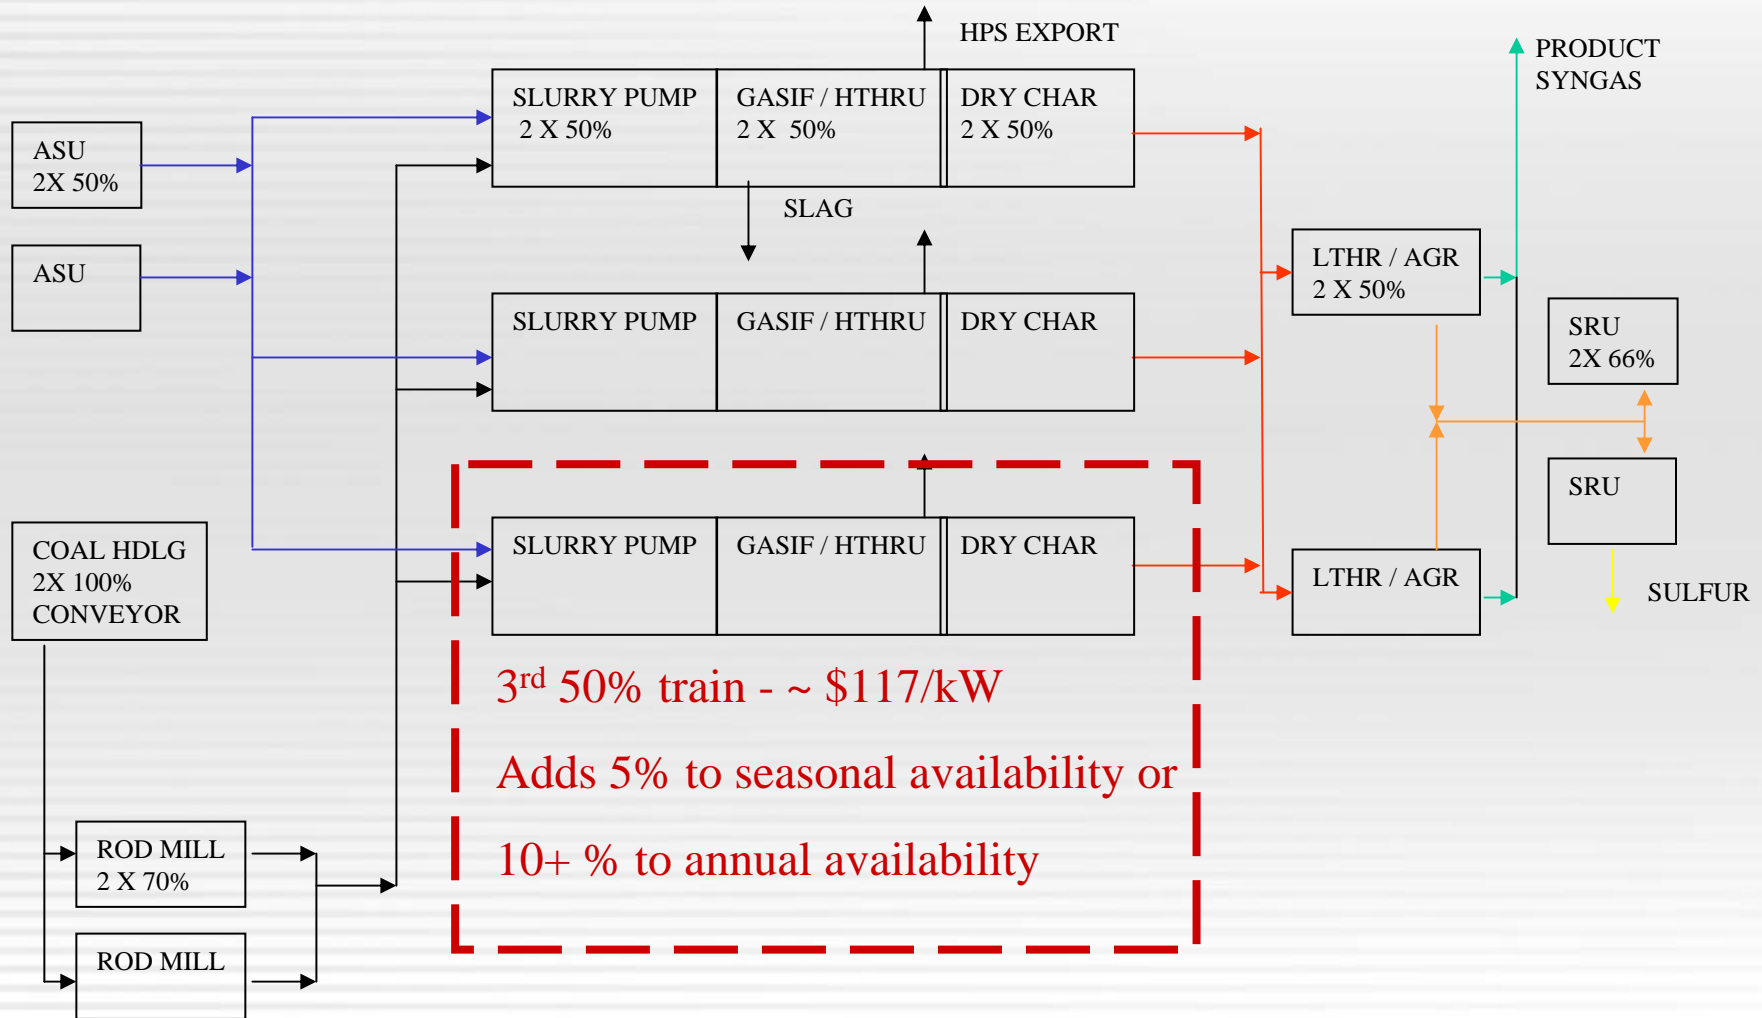 HPS EXPORT
PRODUCT
SYNGAS
SLURRY PUMP
2 X 50%
GASIF / HTHRU
2 X  50%
DRY CHAR
2 X 50%
ASU
2X 50%
SLAG
ASU
LTHR / AGR
2 X 50%
SLURRY PUMP
GASIF / HTHRU
DRY CHAR
SRU
2X 66%
SRU
COAL HDLG
2X 100%
CONVEYOR
SLURRY PUMP
GASIF / HTHRU
DRY CHAR
LTHR / AGR
SULFUR
3rd 50% train - ~ $117/kW
Adds 5% to seasonal availability or
10+ % to annual availability
ROD MILL
2 X 70%
ROD MILL